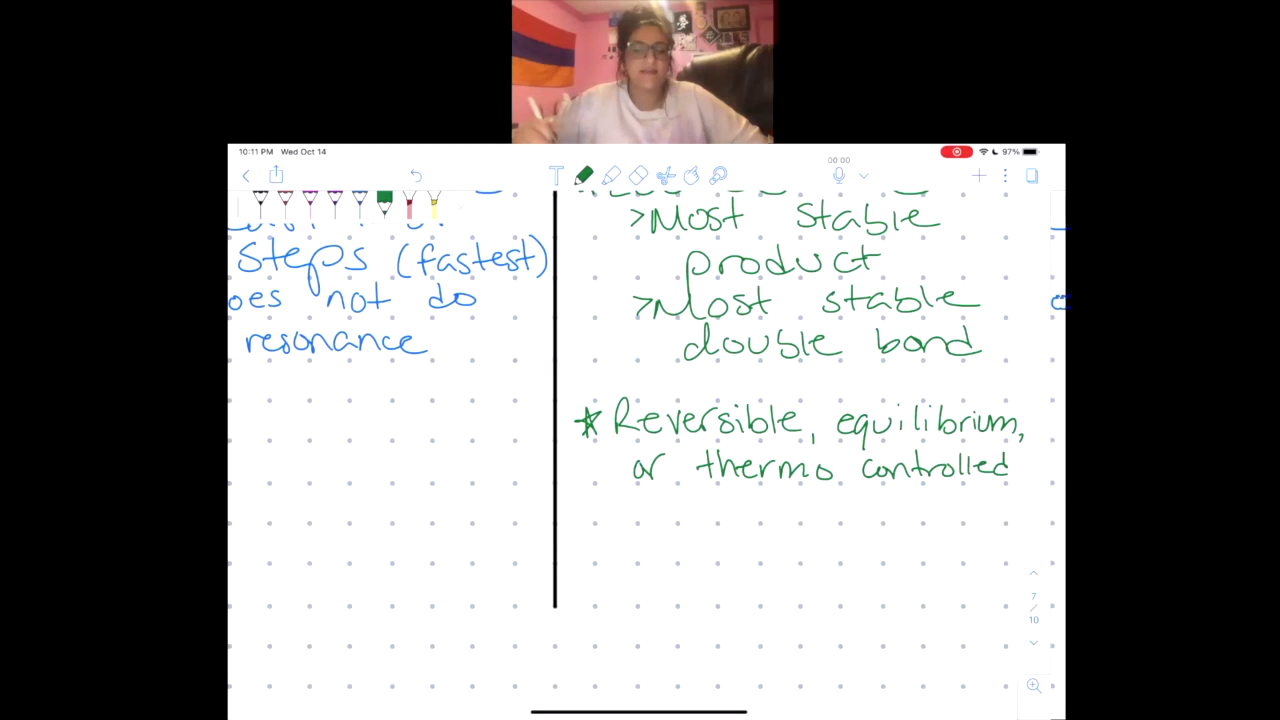 10:11 PM Wed Oct 14
97%
00:00
T
steps (fastest)
oes not do
resonance
>Most stable
product
>Most stable
double bond
* Reversible, equilibrium,
or thermo controlled
7
/
10